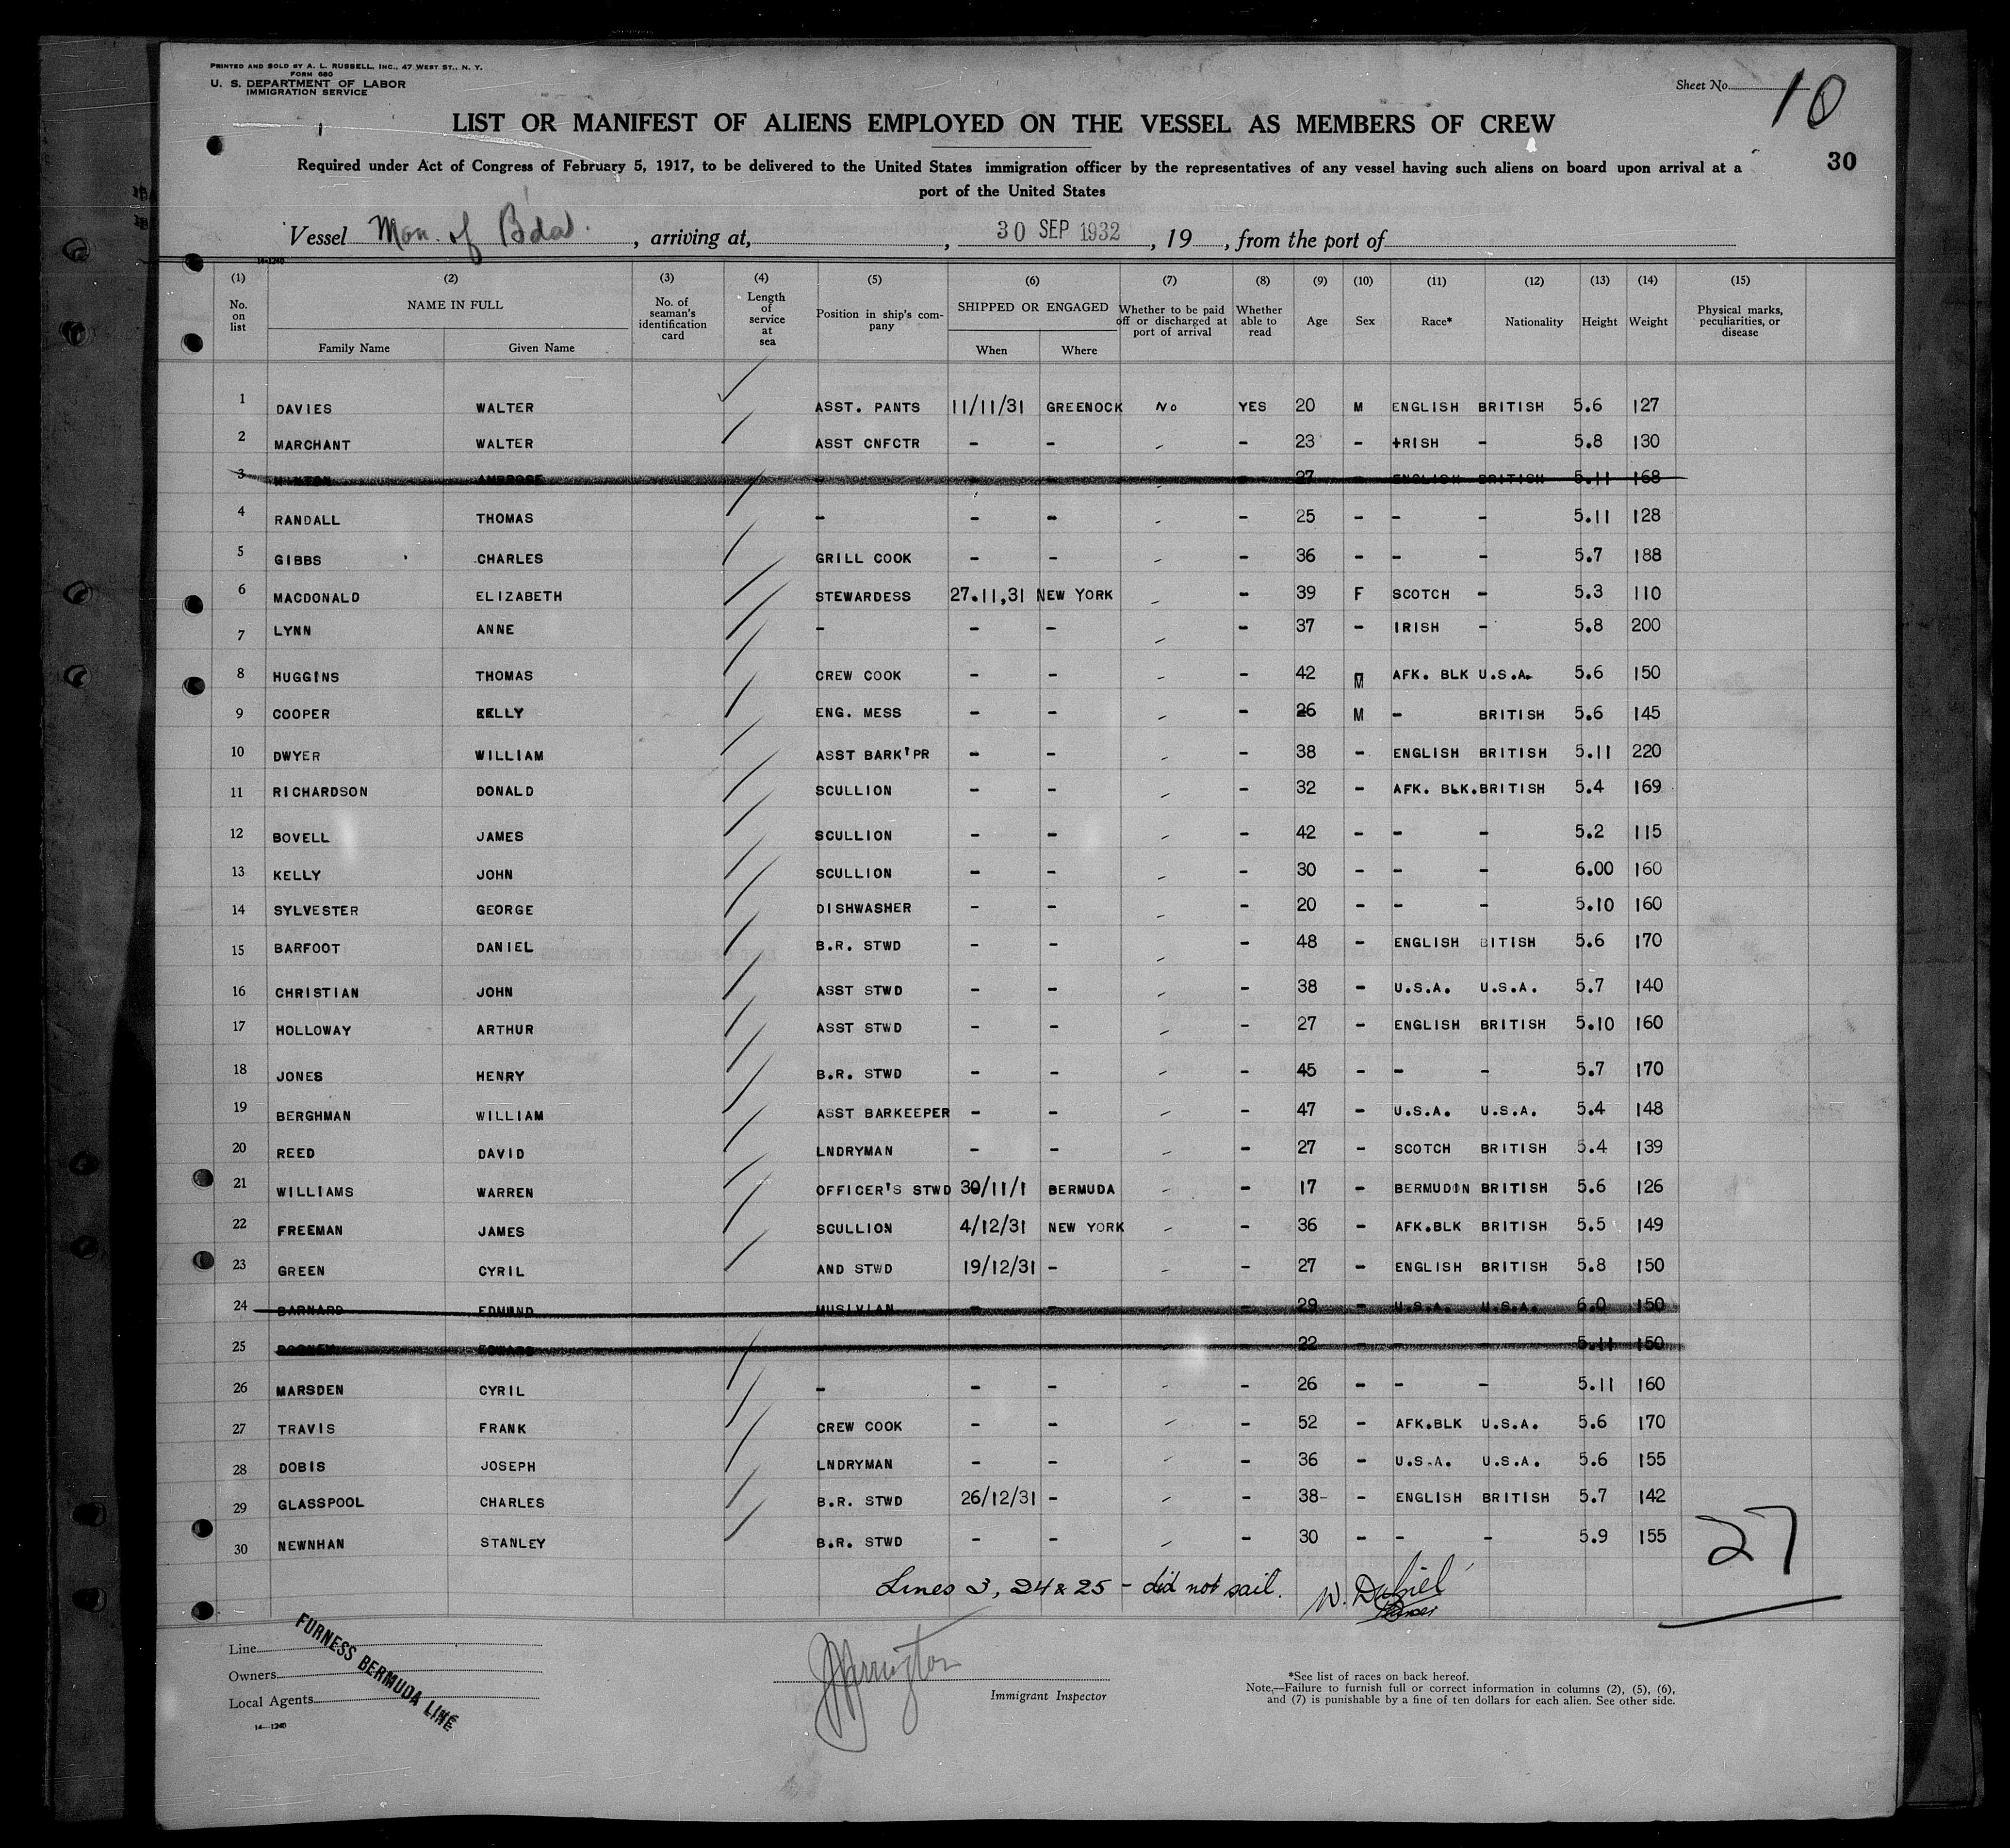 PRINTED AND SOLD BY A. L. RUSSELL, INC., 47 WEST ST., N. Y.
FORM 680
U. S. DEPARTMENT OF LABOR
IMMIGRATION SERVICE
Sheet No. 10
LIST OR MANIFEST OF ALIENS EMPLOYED ON THE VESSEL AS MEMBERS OF CREW
30
Required under Act of Congress of February 5, 1917, to be delivered to the United States immigration officer by the representatives of any vessel having such aliens on board upon arrival at a
port of the United States
Vessel Mon. of Bda., arriving at, , 30 SEP 1932, 19 , from the port of
14-1240
(1) (2) (3) (4) (5) (6) (7) (8) (9) (10) (11) (12) (13) (14) (15)
No. on list NAME IN FULL Family Name Given Name No. of seaman's identification card Length of service at sea Position in ship's company SHIPPED OR ENGAGED When Where Whether to be paid off or discharged at port of arrival Whether able to read Age Sex Race* Nationality Height Weight Physical marks, peculiarities, or disease
1 DAVIES WALTER ASST. PANTS 11/11/31 GREENOCK No YES 20 M ENGLISH BRITISH 5.6 127
2 MARCHANT WALTER ASST CNFCTR - - - - 23 - +RISH - 5.8 130
3 AMBROSE - - - - - 27 - ENGLISH BRITISH 5.11 168
4 RANDALL THOMAS - - - - - 25 - - - 5.11 128
5 GIBBS CHARLES GRILL COOK - - - - 36 - - - 5.7 188
6 MACDONALD ELIZABETH STEWARDESS 27.11,31 NEW YORK - - 39 F SCOTCH - 5.3 110
7 LYNN ANNE - - - - - 37 - IRISH - 5.8 200
8 HUGGINS THOMAS CREW COOK - - - - 42 M AFK. BLK U.S.A. 5.6 150
9 COOPER KELLY ENG. MESS - - - - 26 M - BRITISH 5.6 145
10 DWYER WILLIAM ASST BARK'PR - - - - 38 - ENGLISH BRITISH 5.11 220
11 RICHARDSON DONALD SCULLION - - - - 32 - AFK. BLK. BRITISH 5.4 169
12 BOVELL JAMES SCULLION - - - - 42 - - - 5.2 115
13 KELLY JOHN SCULLION - - - - 30 - - - 6.00 160
14 SYLVESTER GEORGE DISHWASHER - - - - 20 - - - 5.10 160
15 BARFOOT DANIEL B.R. STWD - - - - 48 - ENGLISH BITISH 5.6 170
16 CHRISTIAN JOHN ASST STWD - - - - 38 - U.S.A. U.S.A. 5.7 140
17 HOLLOWAY ARTHUR ASST STWD - - - - 27 - ENGLISH BRITISH 5.10 160
18 JONES HENRY B.R. STWD - - - - 45 - - - 5.7 170
19 BERGHMAN WILLIAM ASST BARKEEPER - - - - 47 - U.S.A. U.S.A. 5.4 148
20 REED DAVID LNDRYMAN - - - - 27 - SCOTCH BRITISH 5.4 139
21 WILLIAMS WARREN OFFICER'S STWD 30/11/1 BERMUDA - - 17 - BERMUDIN BRITISH 5.6 126
22 FREEMAN JAMES SCULLION 4/12/31 NEW YORK - - 36 - AFK.BLK BRITISH 5.5 149
23 GREEN CYRIL AND STWD 19/12/31 - - - 27 - ENGLISH BRITISH 5.8 150
24 BARNARD EDMUND MUSIVIAN - - - - 29 - U.S.A. U.S.A. 6.0 150
25 EDWARD - - 22 - - - 5.11 150
26 MARSDEN CYRIL - - - - - 26 - - - 5.11 160
27 TRAVIS FRANK CREW COOK - - - - 52 - AFK.BLK U.S.A. 5.6 170
28 DOBIS JOSEPH LNDRYMAN - - - - 36 - U.S.A. U.S.A. 5.6 155
29 GLASSPOOL CHARLES B.R. STWD 26/12/31 - - - 38- - ENGLISH BRITISH 5.7 142
30 NEWNHAN STANLEY B.R. STWD - - - - 30 - - - 5.9 155
27
Lines 3, 24 & 25 - did not sail. W. Daniel
Line
Owners
Local Agents
FURNESS BERMUDA LINE
14-1240
Immigrant Inspector
*See list of races on back hereof.
Note.—Failure to furnish full or correct information in columns (2), (5), (6),
and (7) is punishable by a fine of ten dollars for each alien. See other side.